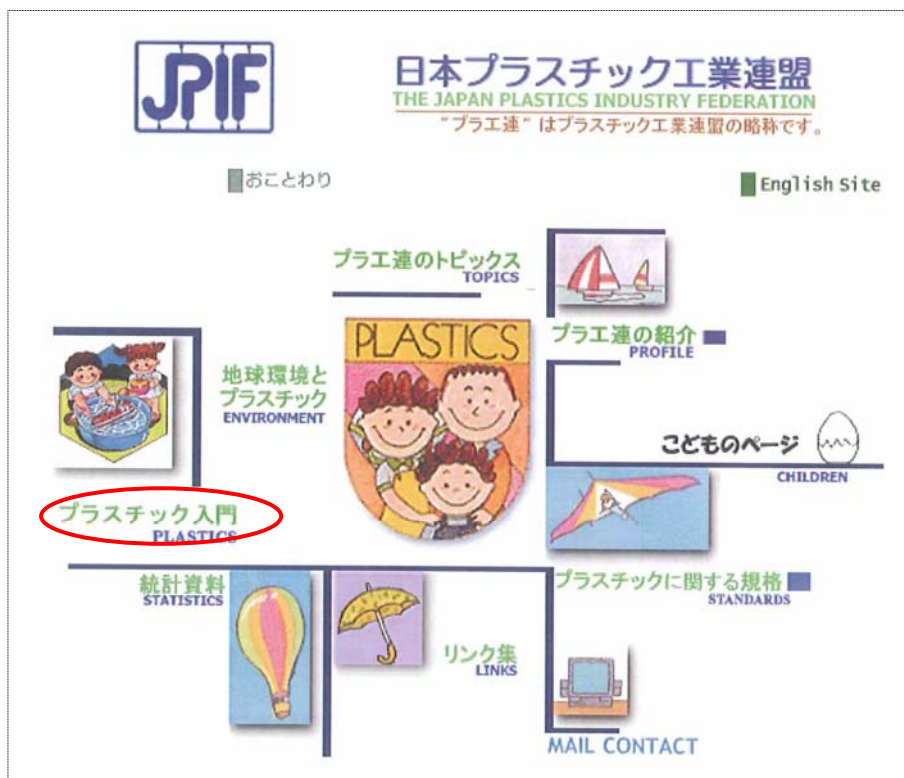 JPIF
日本プラスチック工業連盟
THE JAPAN PLASTICS INDUSTRY FEDERATION
"プラ工連" はプラスチック工業連盟の略称です。
おことわり
English Site
プラ工連のトピックス
TOPICS
プラ工連の紹介
PROFILE
PLASTICS
地球環境と
プラスチック
ENVIRONMENT
こどものページ
CHILDREN
プラスチック入門
PLASTICS
統計資料
STATISTICS
プラスチックに関する規格
STANDARDS
リンク集
LINKS
MAIL CONTACT